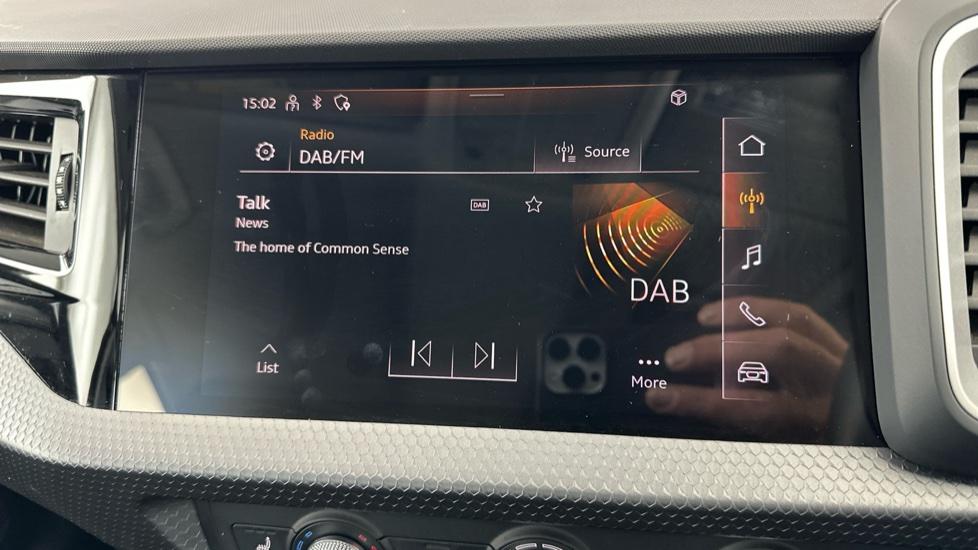 15:02
Radio
DAB/FM
Source
Talk
DAB
News
The home of Common Sense
DAB
List
More